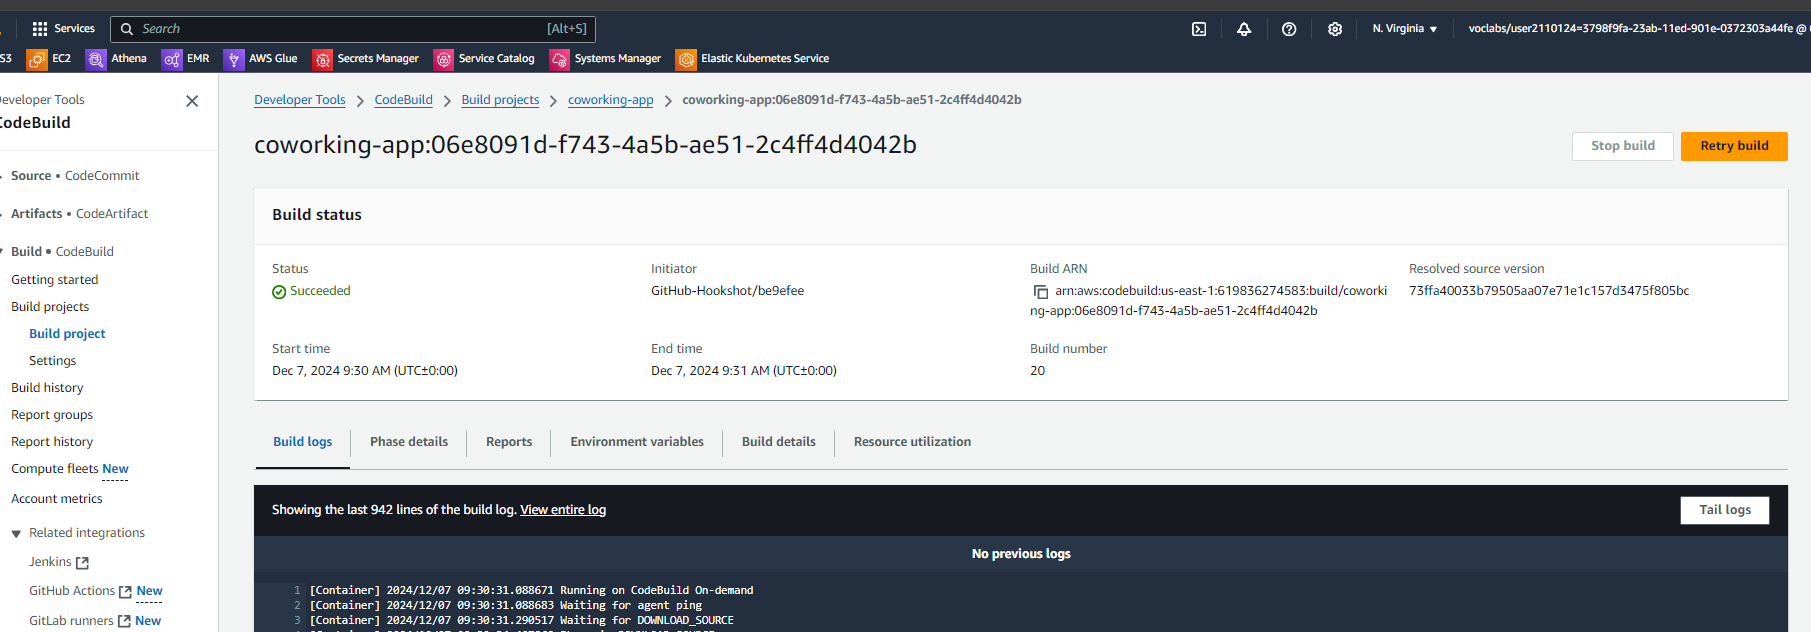 Services
Search
[Alt+S]
N. Virginia
voclabs/user2110124=3798f9fa-23ab-11ed-901e-0372303a44fe @
S3
EC2
Athena
EMR
AWS Glue
Secrets Manager
Service Catalog
Systems Manager
Elastic Kubernetes Service
eveloper Tools
CodeBuild
Source • CodeCommit
Artifacts • CodeArtifact
Build • CodeBuild
Getting started
Build projects
Build project
Settings
Build history
Report groups
Report history
Compute fleets New
Account metrics
Related integrations
Jenkins
GitHub Actions New
GitLab runners New
Developer Tools > CodeBuild > Build projects > coworking-app > coworking-app:06e8091d-f743-4a5b-ae51-2c4ff4d4042b
coworking-app:06e8091d-f743-4a5b-ae51-2c4ff4d4042b
Stop build
Retry build
Build status
Status
Succeeded
Initiator
GitHub-Hookshot/be9efee
Build ARN
arn:aws:codebuild:us-east-1:619836274583:build/coworki
ng-app:06e8091d-f743-4a5b-ae51-2c4ff4d4042b
Resolved source version
73ffa40033b79505aa07e71e1c157d3475f805bc
Start time
Dec 7, 2024 9:30 AM (UTC±0:00)
End time
Dec 7, 2024 9:31 AM (UTC±0:00)
Build number
20
Build logs
Phase details
Reports
Environment variables
Build details
Resource utilization
Showing the last 942 lines of the build log. View entire log
Tail logs
No previous logs
1 [Container] 2024/12/07 09:30:31.088671 Running on CodeBuild On-demand
2 [Container] 2024/12/07 09:30:31.088683 Waiting for agent ping
3 [Container] 2024/12/07 09:30:31.290517 Waiting for DOWNLOAD_SOURCE